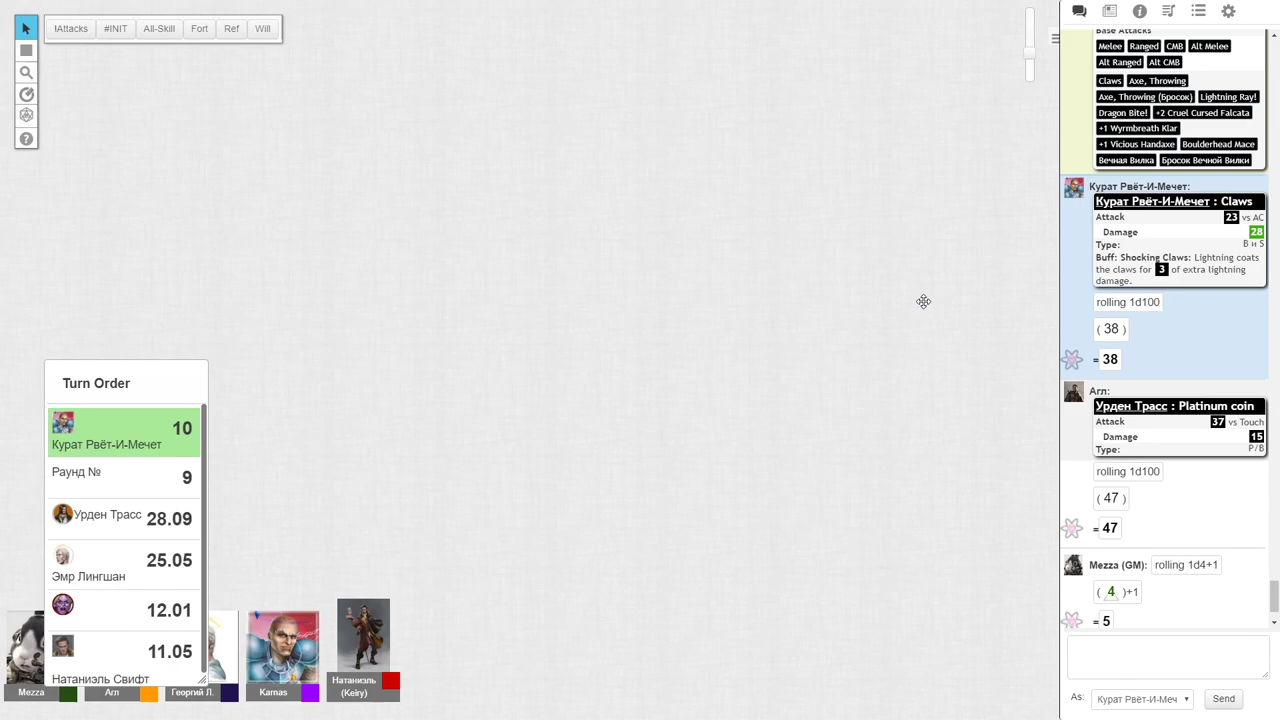 !Attacks #INIT All-Skill Fort Ref Will
Turn Order
10
Курат Рвёт-И-Мечет
Раунд №
9
Урден Трасс 28.09
25.05
Эмр Лингшан
12.01
11.05
Натаниэль Свифт
Mezza
Агл
Георгий Л.
Karnas
Натаниэль
(Keiry)
Base Attacks
Melee Ranged CMB Alt Melee
Alt Ranged Alt CMB
Claws Axe, Throwing
Axe, Throwing (Бросок) Lightning Ray!
Dragon Bite! +2 Cruel Cursed Falcata
+1 Wyrmbreath Klar
+1 Vicious Handaxe Boulderhead Mace
Вечная Вилка Бросок Вечной Вилки
Курат Рвёт-И-Мечет:
Курат Рвёт-И-Мечет : Claws
Attack 23 vs AC
Damage 28
Type: B и S
Buff: Shocking Claws: Lightning coats
the claws for 3 of extra lightning
damage.
rolling 1d100
( 38 )
= 38
Агл:
Урден Трасс : Platinum coin
Attack 37 vs Touch
Damage 15
Type: P/B
rolling 1d100
( 47 )
= 47
Mezza (GM): rolling 1d4+1
( 4 )+1
= 5
As: Курат Рвёт-И-Меч Send